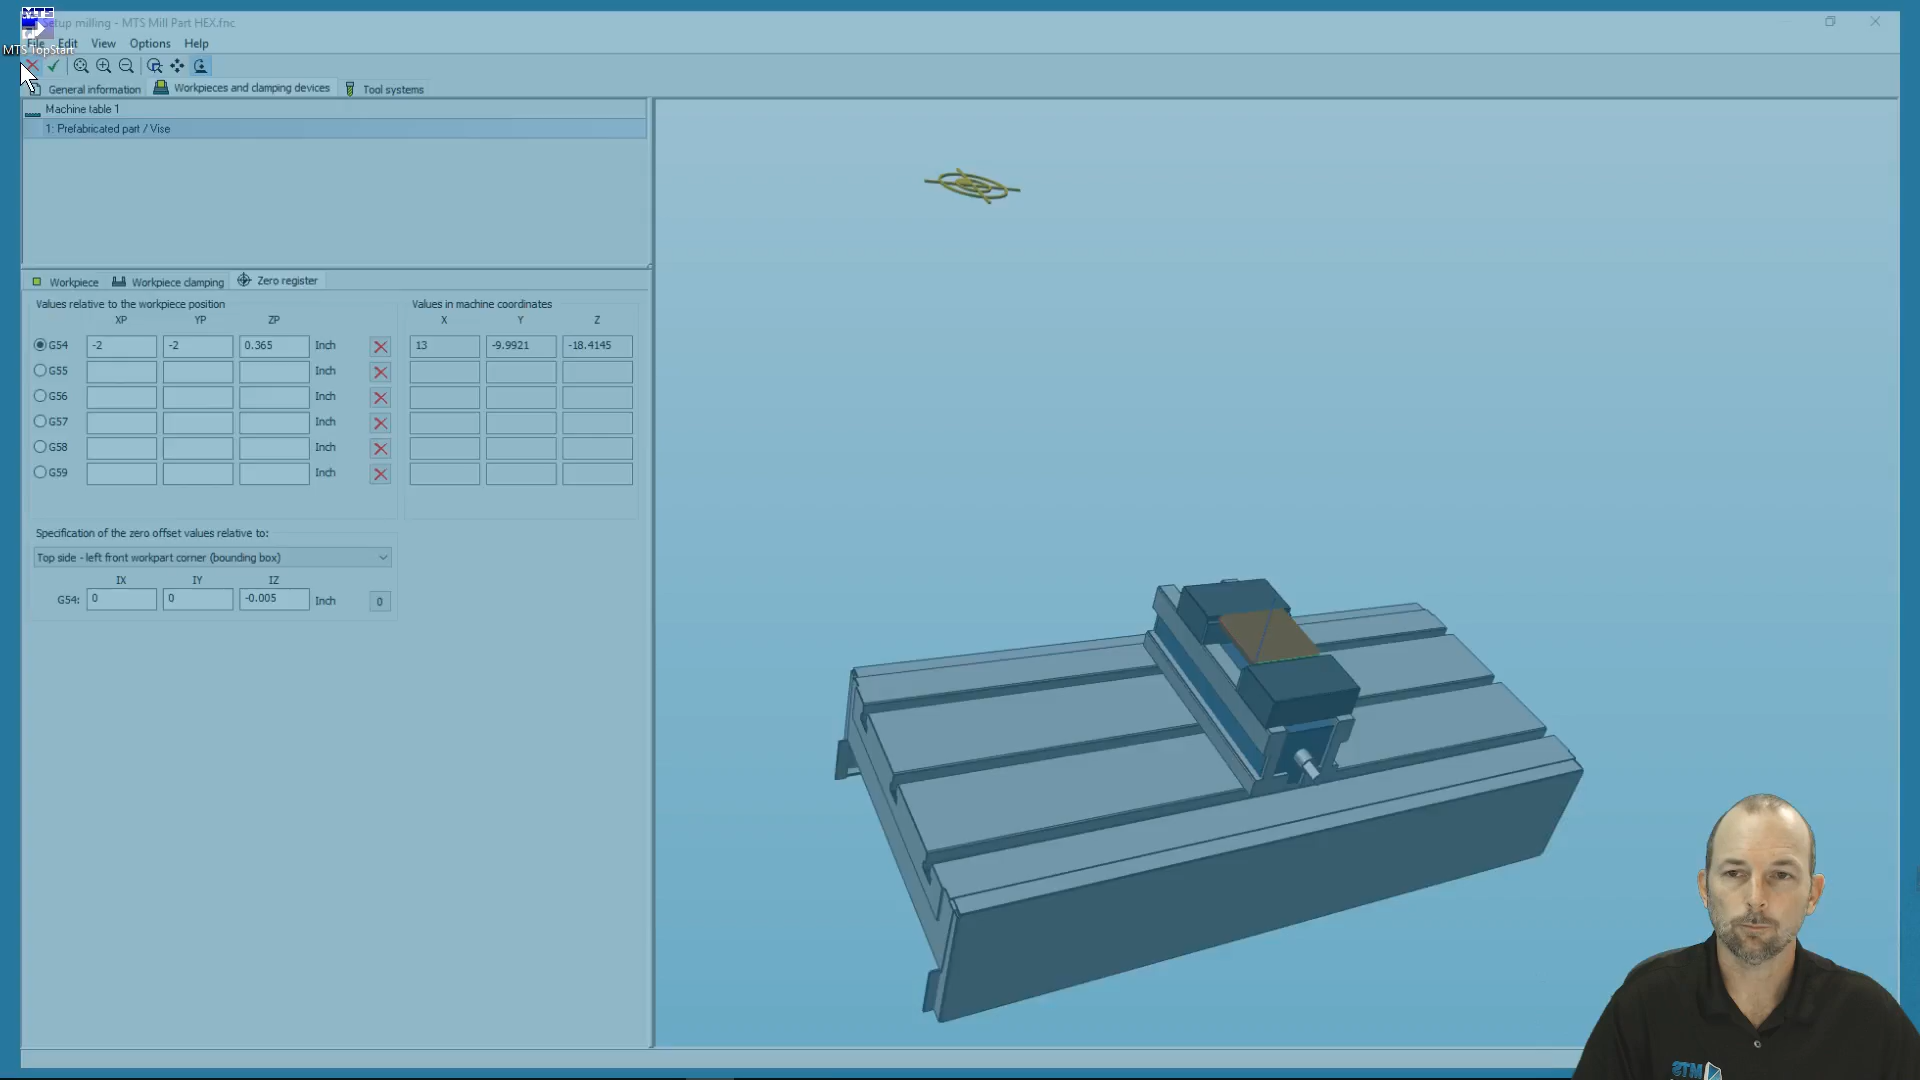 MTS
Setup milling - MTS Mill Part HEX.fnc
File Edit View Options Help
MTS TopStart
General information Workpieces and clamping devices Tool systems
Machine table 1
1: Prefabricated part / Vise
Workpiece Workpiece clamping Zero register
Values relative to the workpiece position Values in machine coordinates
XP YP ZP X Y Z
G54 -2 -2 0.365 Inch 13 -9.9921 -18.4145
G55 Inch
G56 Inch
G57 Inch
G58 Inch
G59 Inch
Specification of the zero offset values relative to:
Top side - left front workpart corner (bounding box)
IX IY IZ
G54: 0 0 -0.005 Inch 0
MTS